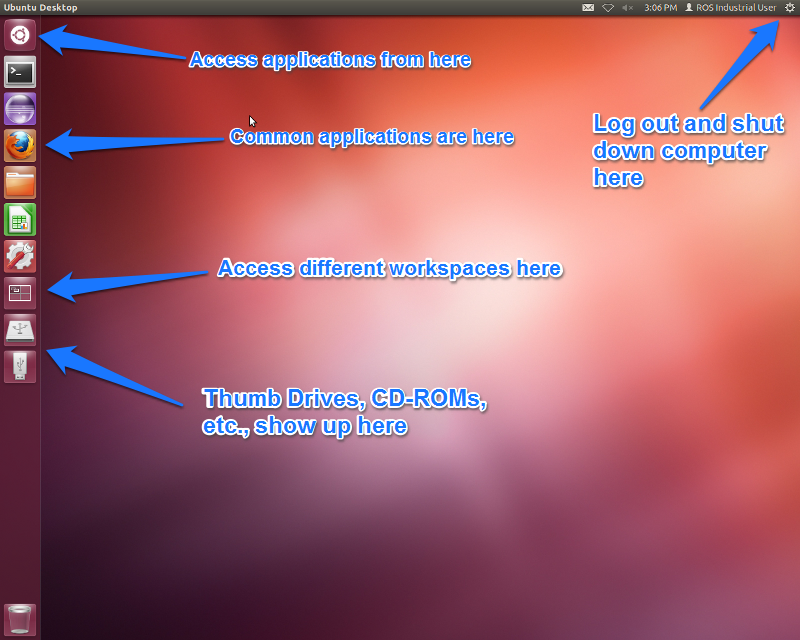 Ubuntu Desktop
3:06 PM ROS Industrial User
>_
Access applications from here
Common applications are here
Log out and shut
down computer
here
Access different workspaces here
Thumb Drives, CD-ROMs,
etc., show up here